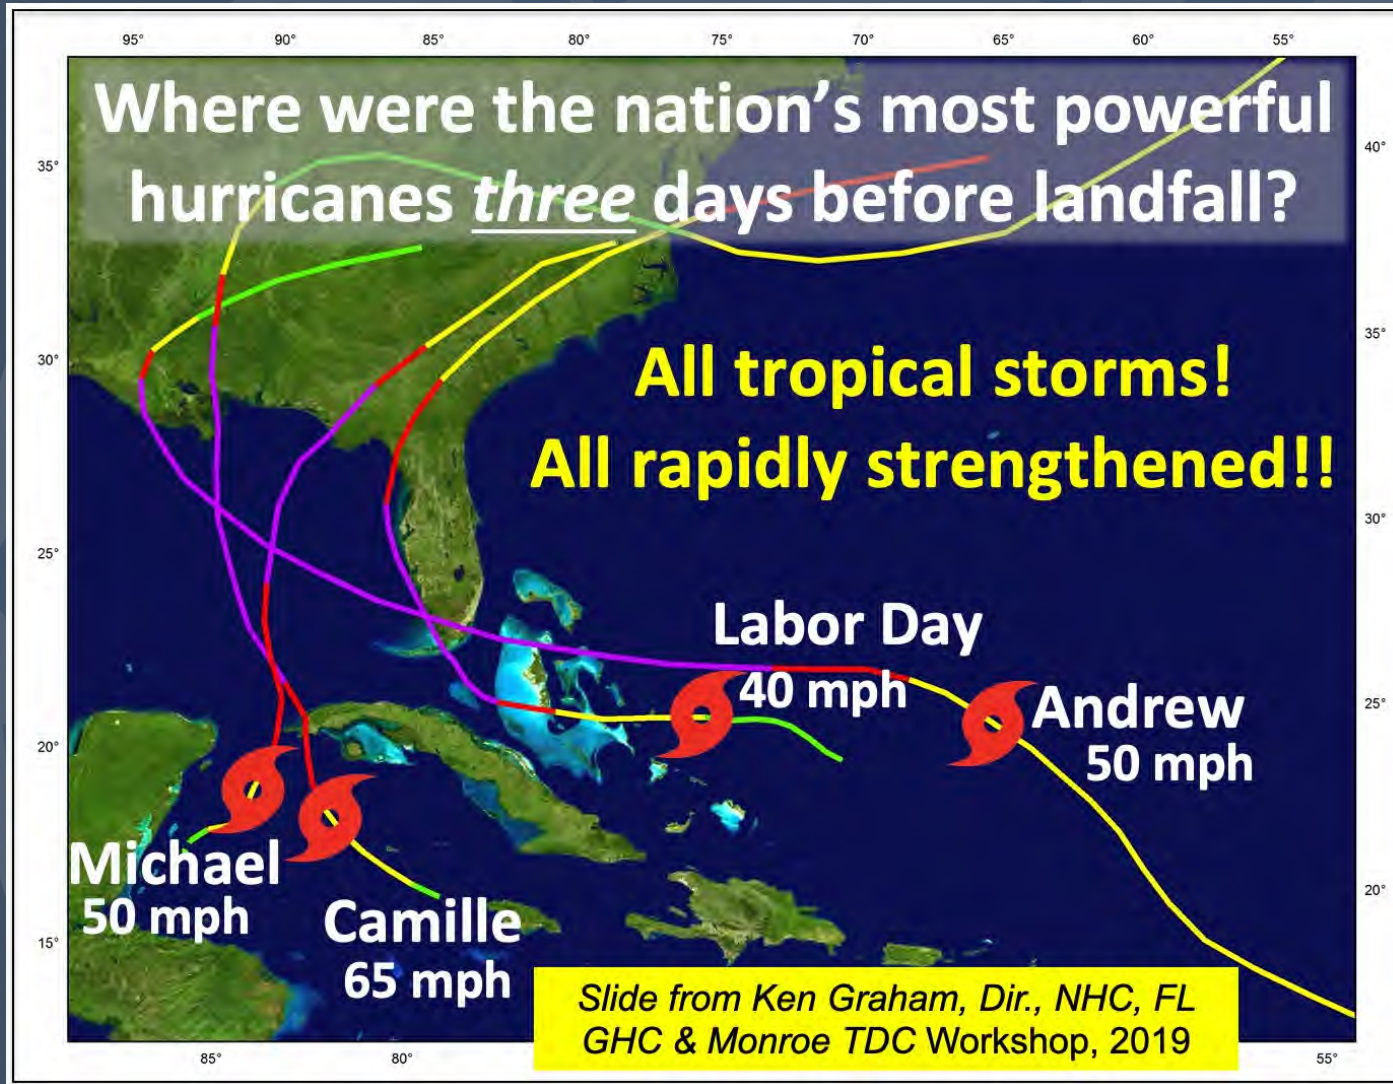 95° 90° 85° 80° 75° 70° 65° 60° 55°
Where were the nation's most powerful
hurricanes three days before landfall?
40°
35°
35°
All tropical storms!
30°
All rapidly strengthened!!
30°
25°
Labor Day
40 mph
Andrew
50 mph
25°
20°
Michael
50 mph
Camille
65 mph
20°
15°
Slide from Ken Graham, Dir., NHC, FL
GHC & Monroe TDC Workshop, 2019
85° 80° 55°